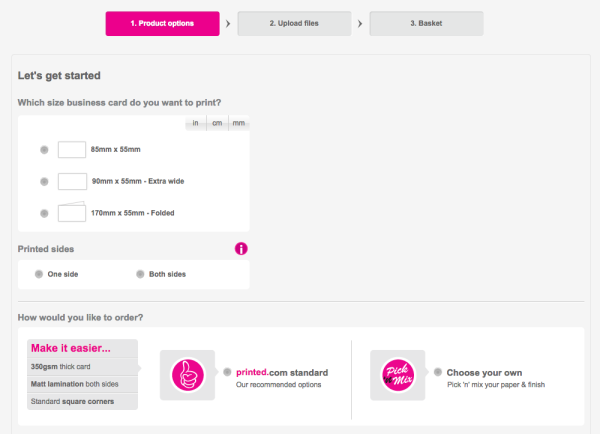 1. Product options
2. Upload files
3. Basket
Let's get started
Which size business card do you want to print?
in cm mm
85mm x 55mm
90mm x 55mm - Extra wide
170mm x 55mm - Folded
Printed sides
i
One side
Both sides
How would you like to order?
Make it easier...
350gsm thick card
Matt lamination both sides
Standard square corners
printed.com standard
Our recommended options
Pick
'n'
Mix
Choose your own
Pick 'n' mix your paper & finish